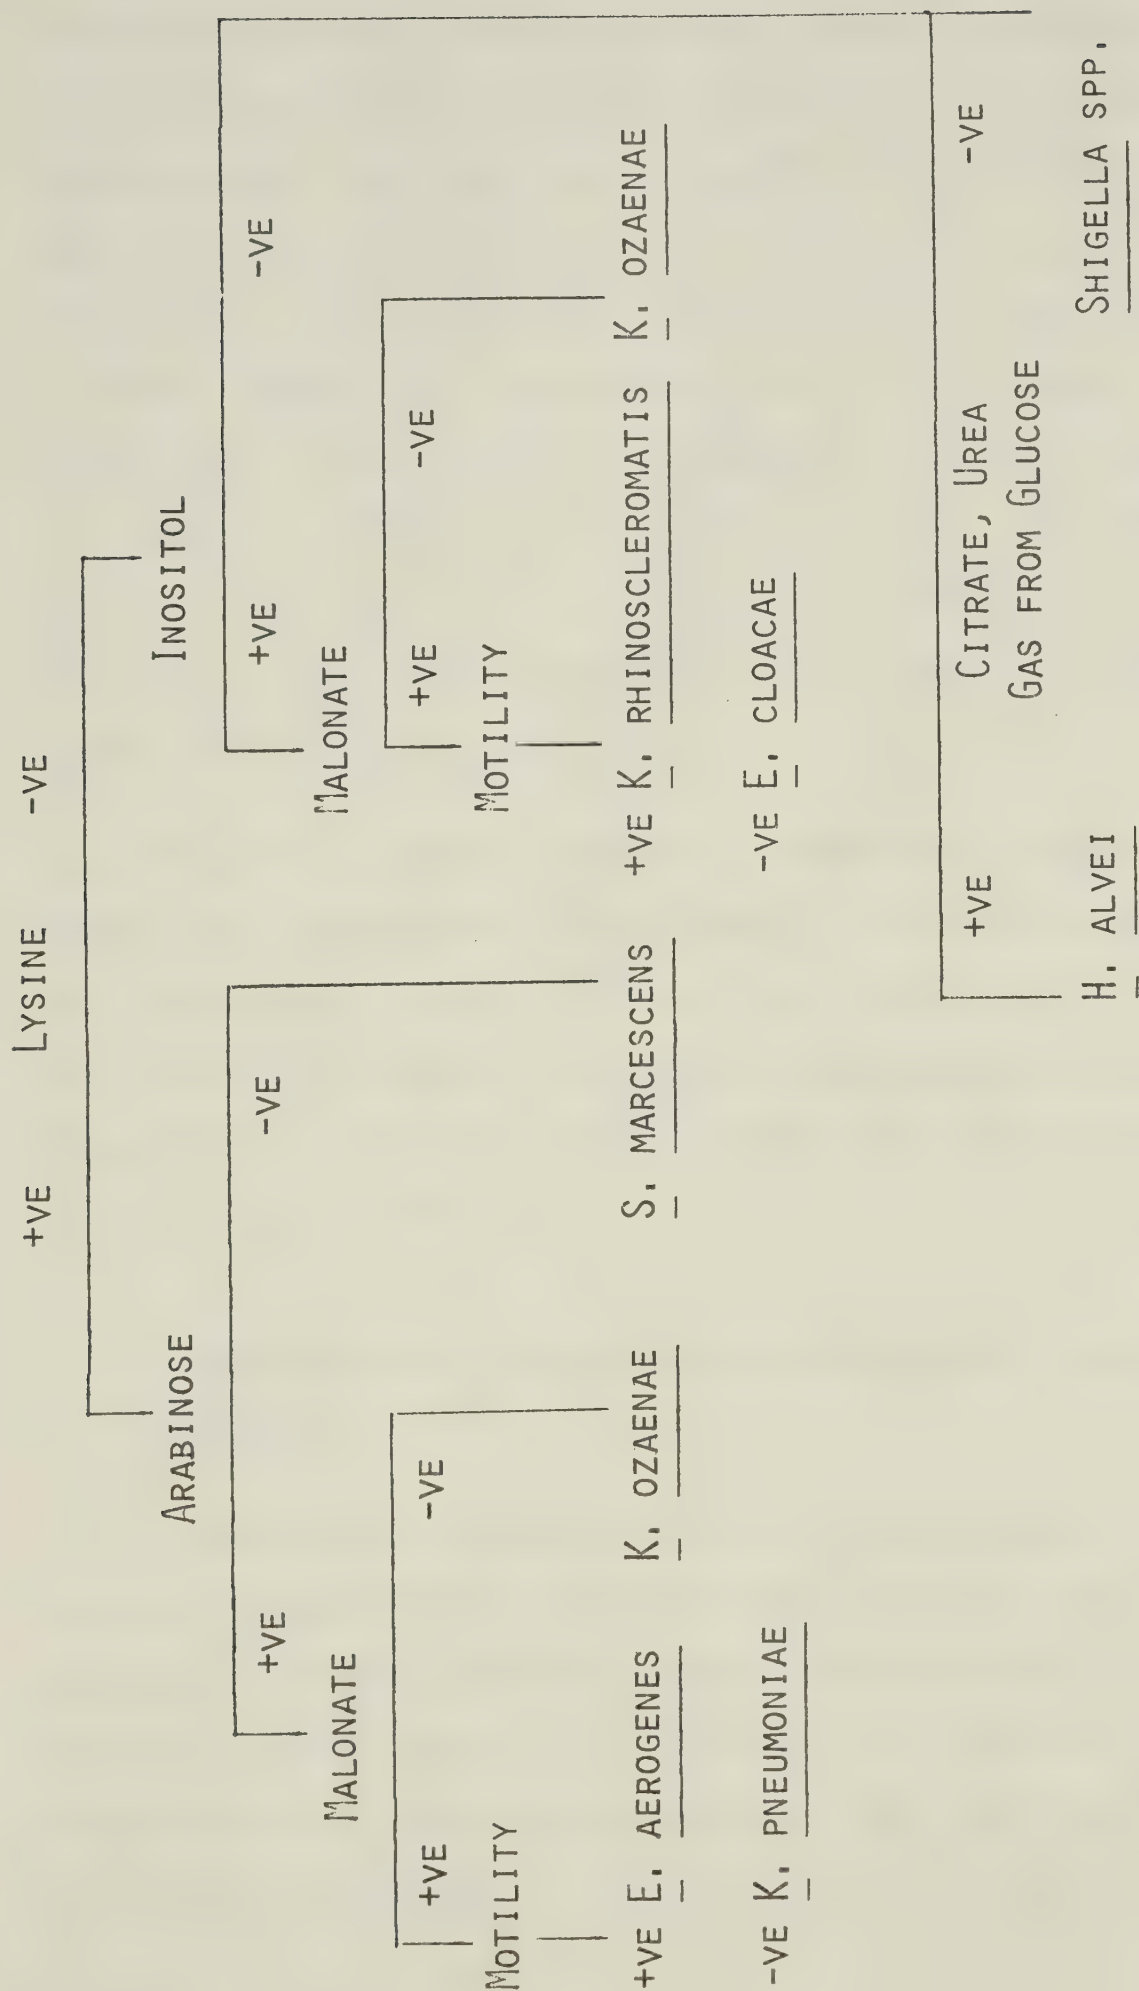 +VE LYSINE -VE
ARABINOSE INOSITOL
+VE -VE +VE -VE
MALONATE MALONATE
+VE -VE +VE -VE
MOTILITY MOTILITY
+VE E. AEROGENES K. OZAENAE S. MARCESCENS +VE K. RHINOSCLEROMATIS K. OZAENAE
-VE K. PNEUMONIAE -VE E. CLOACAE
+VE CITRATE, UREA -VE
GAS FROM GLUCOSE
H. ALVEI SHIGELLA SPP.